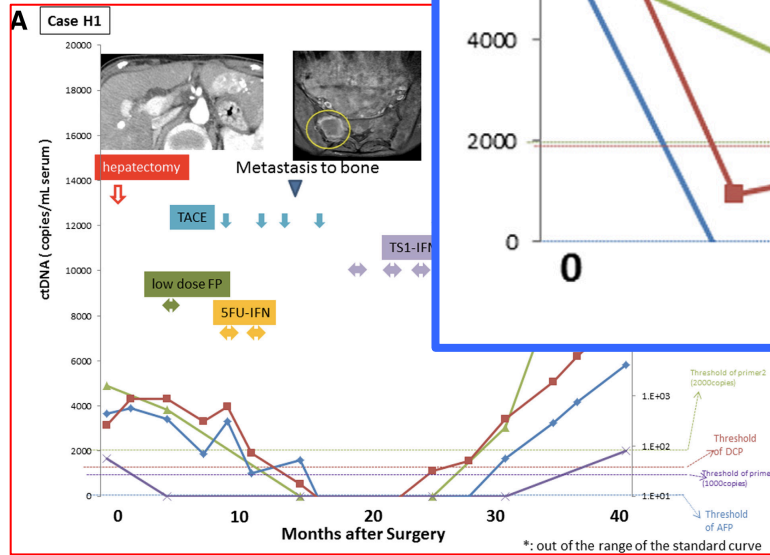 A
Case H1
20000
18000
16000
14000
12000
10000
8000
6000
4000
2000
0
ctDNA ( copies/mL serum )
hepatectomy
Metastasis to bone
TACE
TS1-IFN
low dose FP
5FU-IFN
4000
2000
0
0
1.E+03
1.E+02
1.E+01
Threshold of primer2
(2000copies)
Threshold
of DCP
Threshold of prime
(1000copies)
Threshold
of AFP
0 10 20 30 40
Months after Surgery
*: out of the range of the standard curve